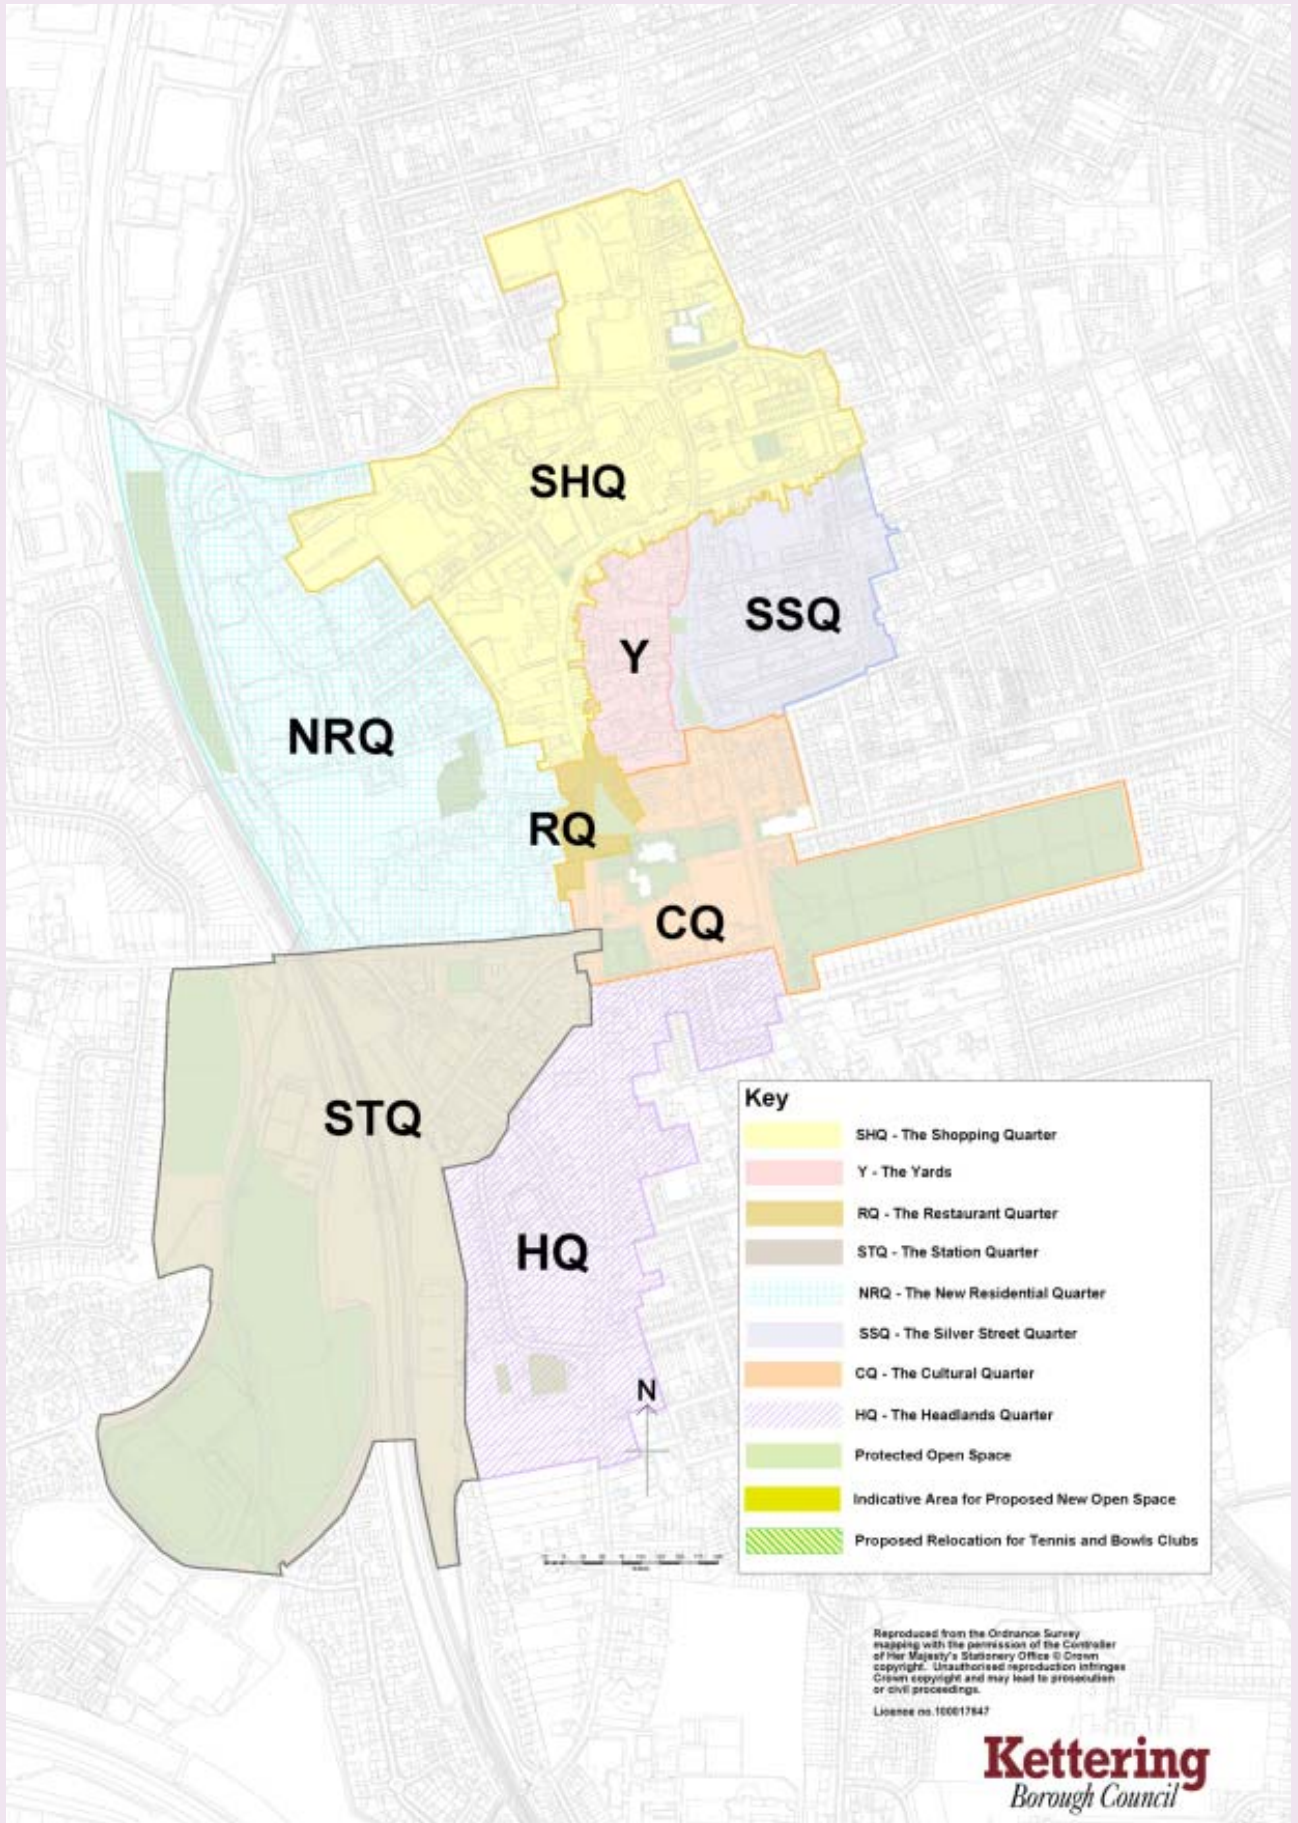 SHQ
SSQ
Y
NRQ
RQ
CQ
STQ
HQ
N
Key
SHQ - The Shopping Quarter
Y - The Yards
RQ - The Restaurant Quarter
STQ - The Station Quarter
NRQ - The New Residential Quarter
SSQ - The Silver Street Quarter
CQ - The Cultural Quarter
HQ - The Headlands Quarter
Protected Open Space
Indicative Area for Proposed New Open Space
Proposed Relocation for Tennis and Bowls Clubs
Reproduced from the Ordnance Survey
mapping with the permission of the Controller
of Her Majesty's Stationery Office © Crown
copyright. Unauthorised reproduction infringes
Crown copyright and may lead to prosecution
or civil proceedings.
License no.100017647
Kettering
Borough Council